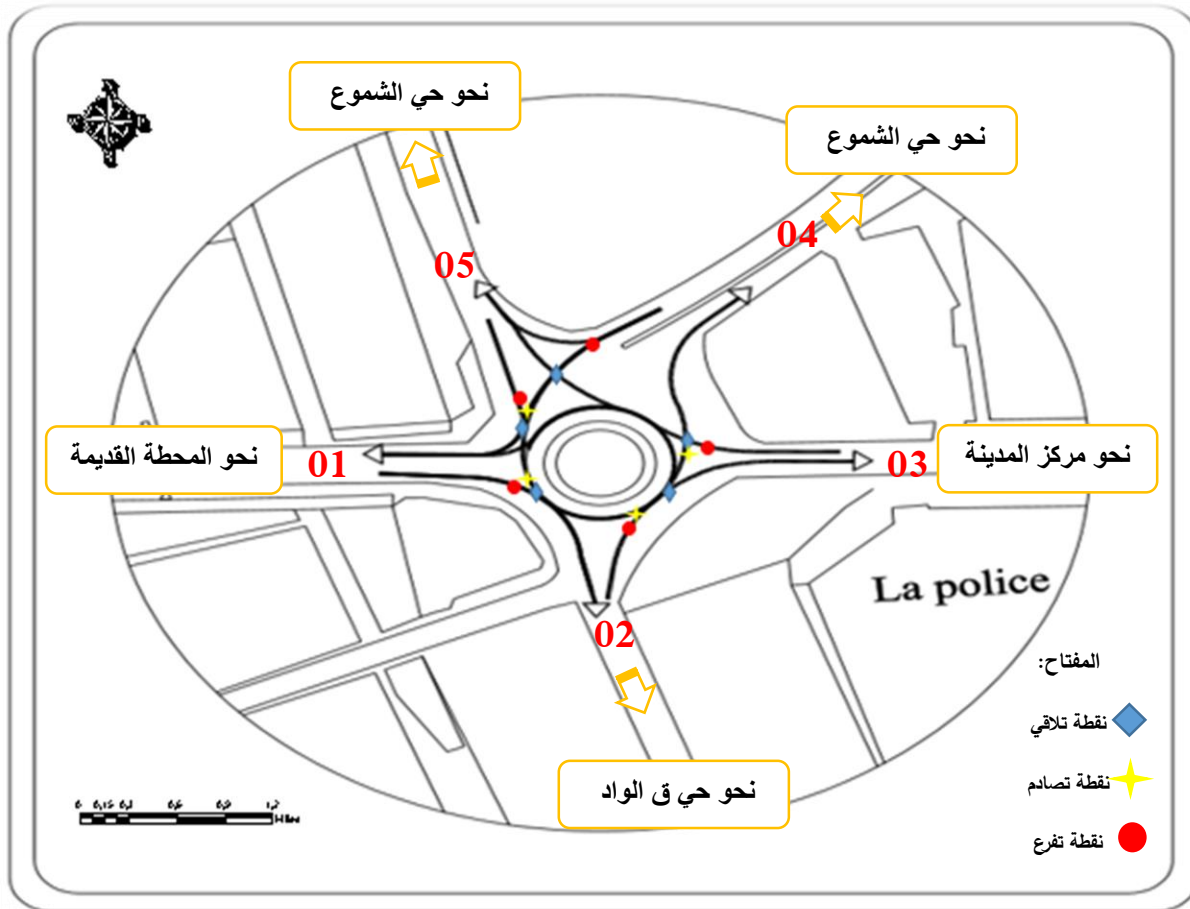 نحو حي الشموع
نحو حي الشموع
04
05
نحو المحطة القديمة
01
03
نحو مركز المدينة
La police
02
المفتاح:
نقطة تلاقي
نحو حي ق الواد
نقطة تصادم
نقطة تفرع